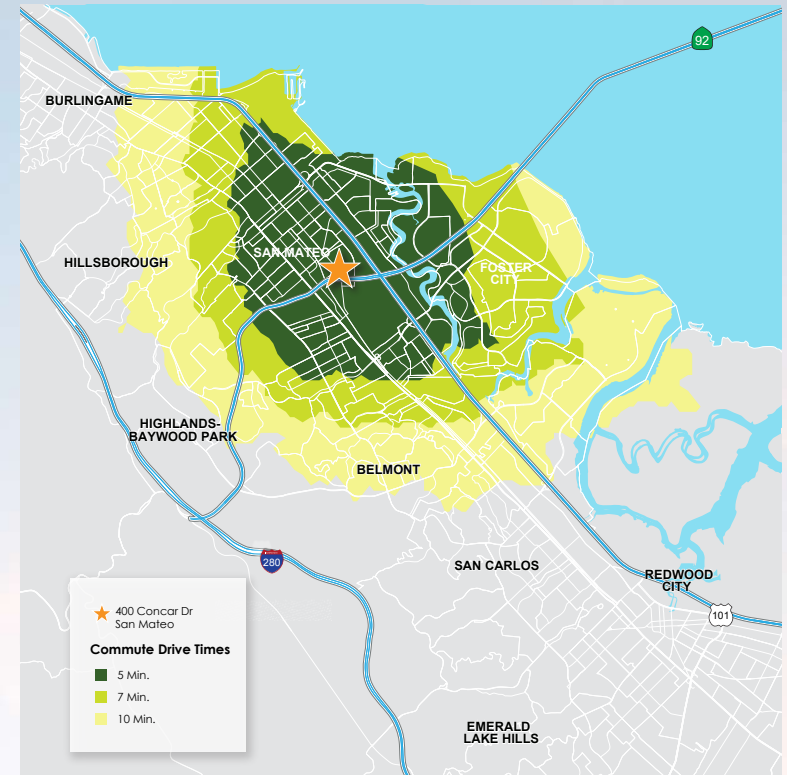 92
BURLINGAME
SAN MATEO
HILLSBOROUGH
FOSTER
CITY
HIGHLANDS-
BAYWOOD PARK
BELMONT
280
SAN CARLOS
REDWOOD
CITY
101
400 Concar Dr
San Mateo
Commute Drive Times
5 Min.
7 Min.
10 Min.
EMERALD
LAKE HILLS